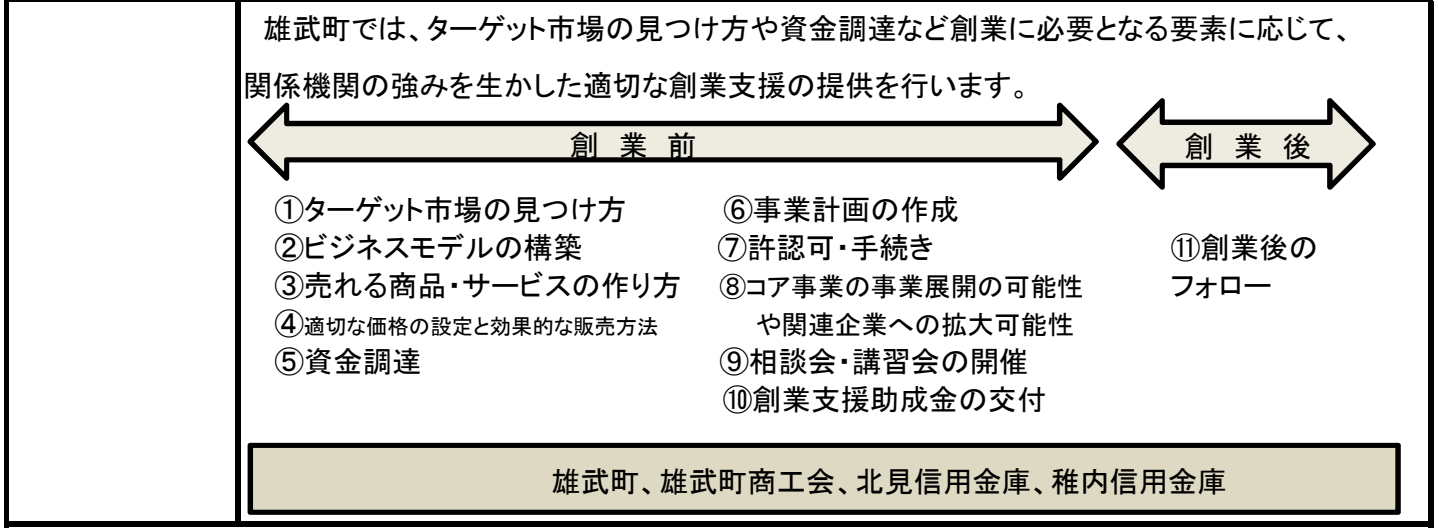 雄武町では、ターゲット市場の見つけ方や資金調達など創業に必要となる要素に応じて、
関係機関の強みを生かした適切な創業支援の提供を行います。
創 業 前
創 業 後
①ターゲット市場の見つけ方
②ビジネスモデルの構築
③売れる商品・サービスの作り方
④適切な価格の設定と効果的な販売方法
⑤資金調達
⑥事業計画の作成
⑦許認可・手続き
⑧コア事業の事業展開の可能性
や関連企業への拡大可能性
⑨相談会・講習会の開催
⑩創業支援助成金の交付
⑪創業後の
フォロー
雄武町、雄武町商工会、北見信用金庫、稚内信用金庫